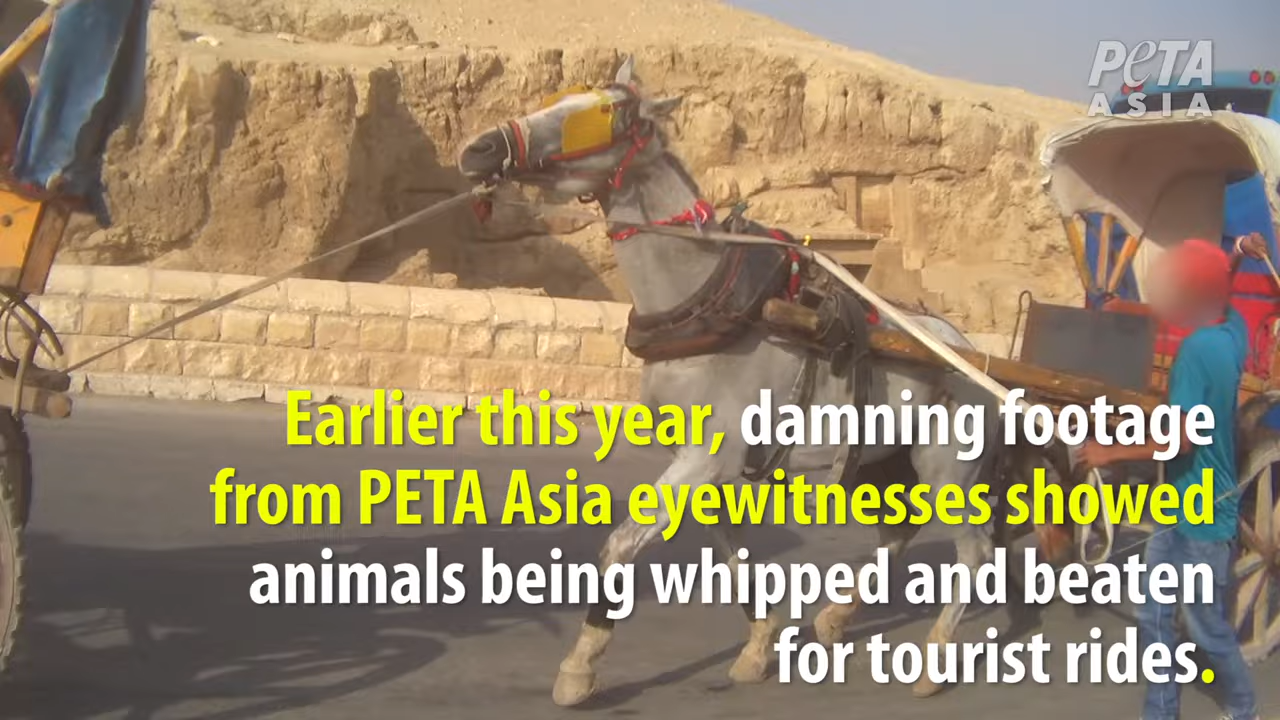 PETA
ASIA
Earlier this year, damning footage
from PETA Asia eyewitnesses showed
animals being whipped and beaten
for tourist rides.